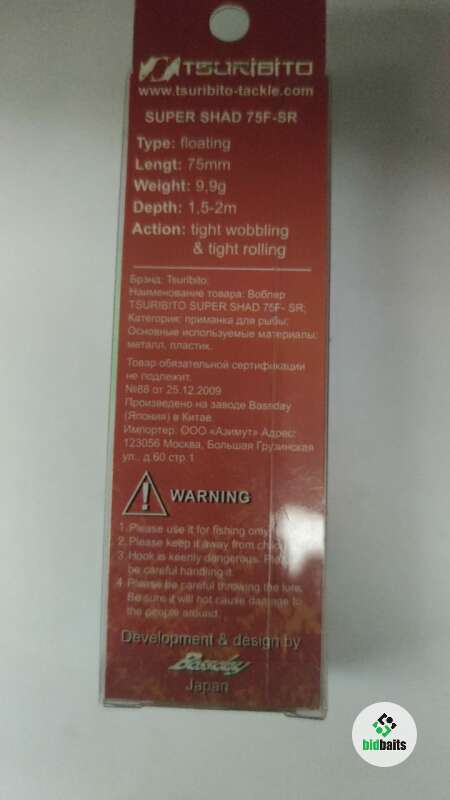 TSURIBITO
www.tsuribito-tackle.com
SUPER SHAD 75F-SR
Type: floating
Lengt: 75mm
Weight: 9,9g
Depth: 1,5-2m
Action: tight wobbling
& tight rolling
Брэнд: Tsuribito;
Наименование товара: Воблер
TSURIBITO SUPER SHAD 75F- SR;
Категория: приманка для рыбы;
Основные используемые материалы:
металл, пластик.
Товар обязательной сертификации
не подлежит.
№88 от 25.12.2009
Произведено на заводе Bassday
(Япония) в Китае.
Импортер: ООО «Азимут» Адрес:
123056 Москва, Большая Грузинская
ул., д.60 стр.1
WARNING
1. Please use it for fishing only
2. Please keep it away from
3. Hook is keenly dangerous.
be careful handling it.
4. Please be careful throwing the lure.
Be sure it will not cause damage to
the people around.
Development & design by
Bassday
Japan
bidbaits